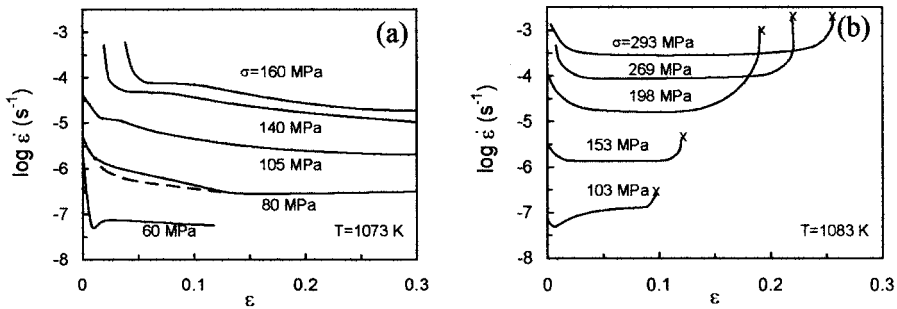 (a)
-3
-4
-5
-6
-7
-8
log ε̇ (s⁻¹)
σ=160 MPa
140 MPa
105 MPa
80 MPa
60 MPa
T=1073 K
0
0.1
0.2
0.3
ε
(b)
-3
-4
-5
-6
-7
-8
log ε̇ (s⁻¹)
x
x
x
σ=293 MPa
269 MPa
198 MPa
153 MPa
x
103 MPa
x
T=1083 K
0
0.1
0.2
0.3
ε